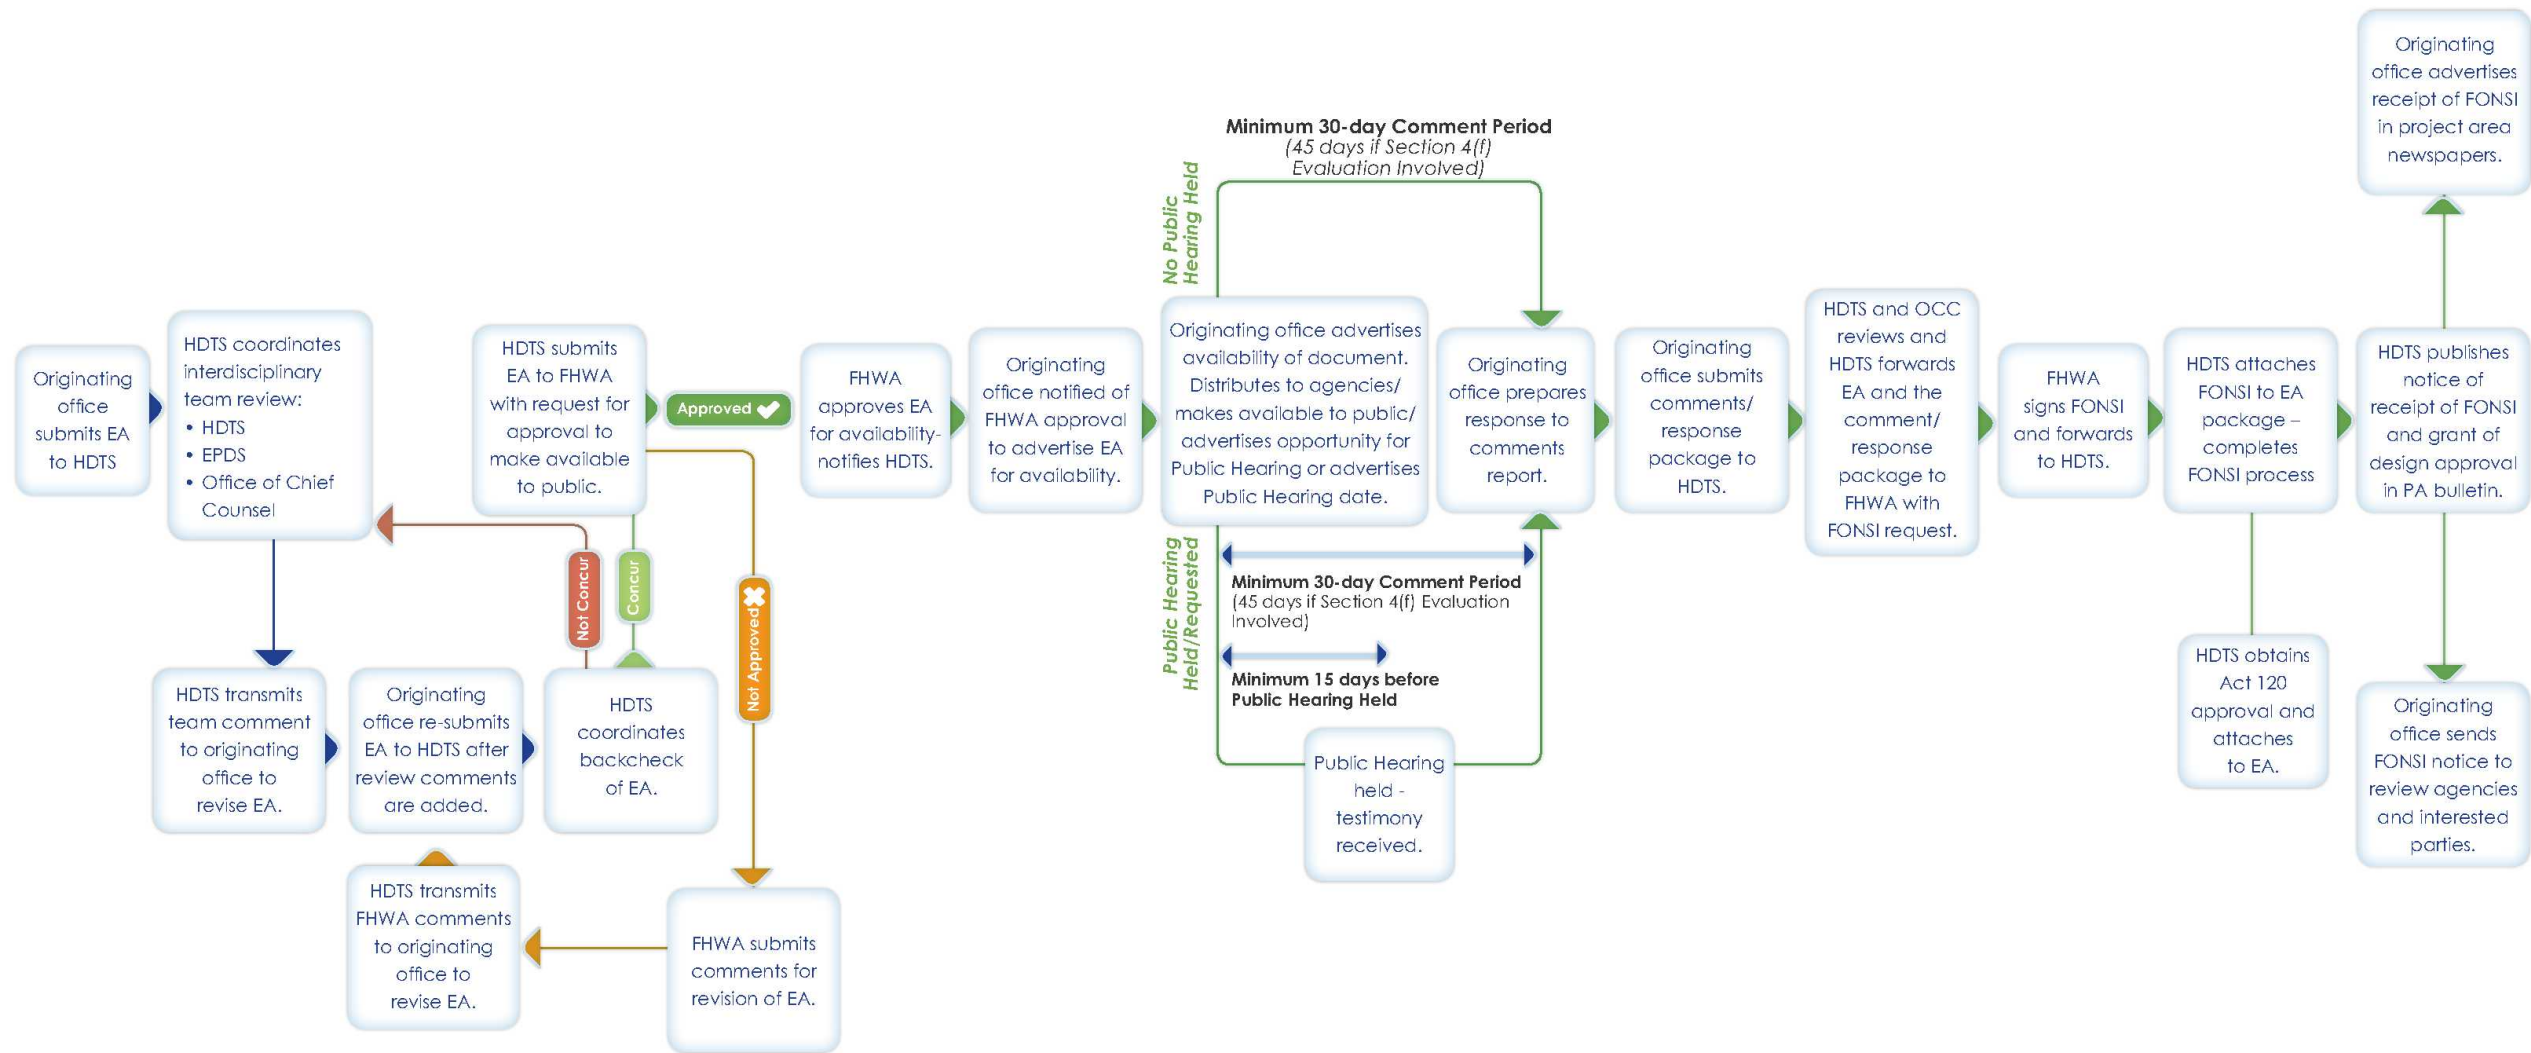 Originating
office
submits EA
to HDTS
HDTS coordinates
interdisciplinary
team review:
• HDTS
• EPDS
• Office of Chief
Counsel
HDTS transmits
team comment
to originating
office to
revise EA.
Originating
office re-submits
EA to HDTS after
review comments
are added.
HDTS
coordinates
backcheck
of EA.
Not Concur
Concur
HDTS submits
EA to FHWA
with request for
approval to
make available
to public.
Approved
Not Approved
FHWA submits
comments for
revision of EA.
HDTS transmits
FHWA comments
to originating
office to
revise EA.
FHWA
approves EA
for availability-
notifies HDTS.
Originating
office notified of
FHWA approval
to advertise EA
for availability.
Originating office advertises
availability of document.
Distributes to agencies/
makes available to public/
advertises opportunity for
Public Hearing or advertises
Public Hearing date.
No Public
Hearing Held
Minimum 30-day Comment Period
(45 days if Section 4(f)
Evaluation Involved)
Public Hearing
Held/Requested
Minimum 30-day Comment Period
(45 days if Section 4(f) Evaluation
Involved)
Minimum 15 days before
Public Hearing Held
Public Hearing
held -
testimony
received.
Originating
office prepares
response to
comments
report.
Originating
office submits
comments/
response
package to
HDTS.
HDTS and OCC
reviews and
HDTS forwards
EA and the
comment/
response
package to
FHWA with
FONSI request.
FHWA
signs FONSI
and forwards
to HDTS.
HDTS attaches
FONSI to EA
package –
completes
FONSI process
HDTS obtains
Act 120
approval and
attaches
to EA.
HDTS publishes
notice of
receipt of FONSI
and grant of
design approval
in PA bulletin.
Originating
office advertises
receipt of FONSI
in project area
newspapers.
Originating
office sends
FONSI notice to
review agencies
and interested
parties.